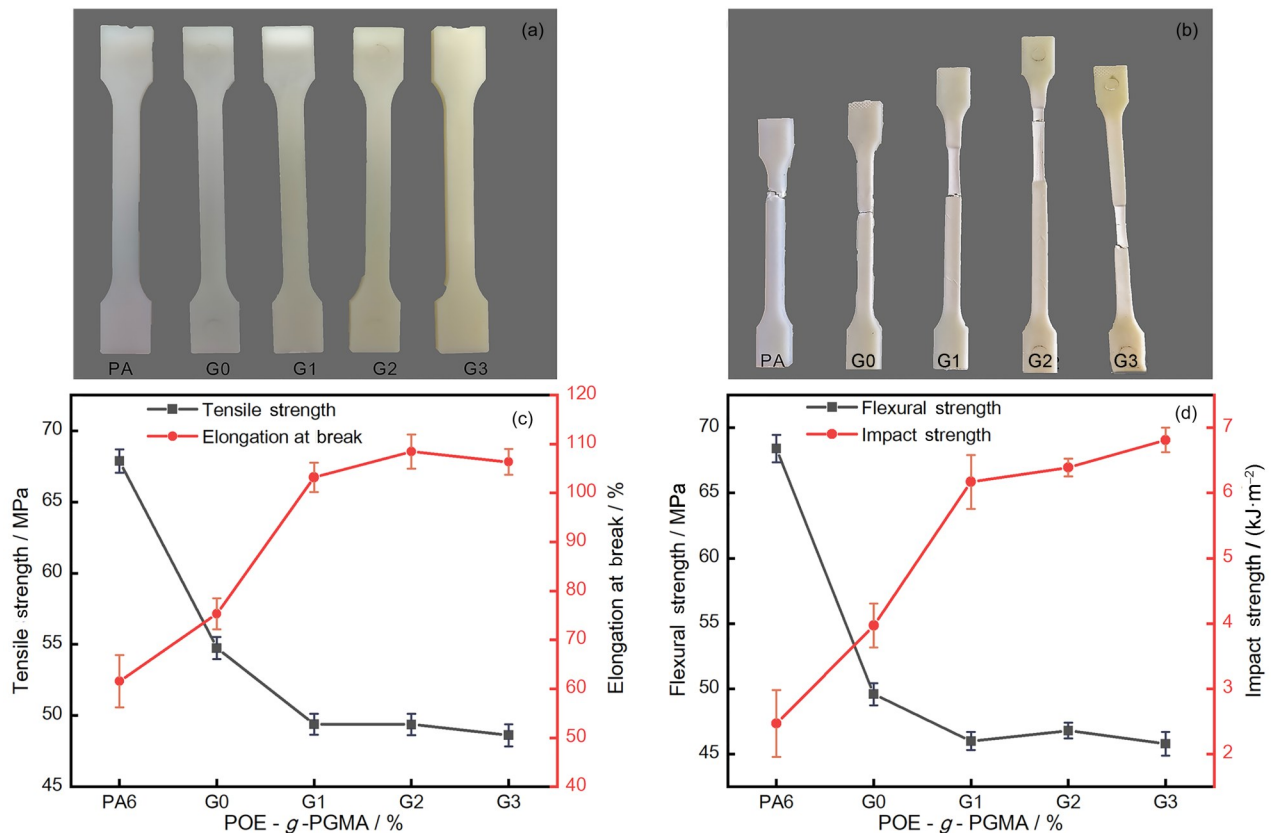 (a)
PA G0 G1 G2 G3
(b)
PA G0 G1 G2 G3
(c)
Tensile strength
Elongation at break
Tensile strength / MPa
70
65
60
55
50
45
Elongation at break / %
120
110
100
90
80
70
60
50
40
PA6 G0 G1 G2 G3
POE - g -PGMA / %
(d)
Flexural strength
Impact strength
Flexural strength / MPa
70
65
60
55
50
45
Impact strength / (kJ·m−2)
7
6
5
4
3
2
PA6 G0 G1 G2 G3
POE - g -PGMA / %